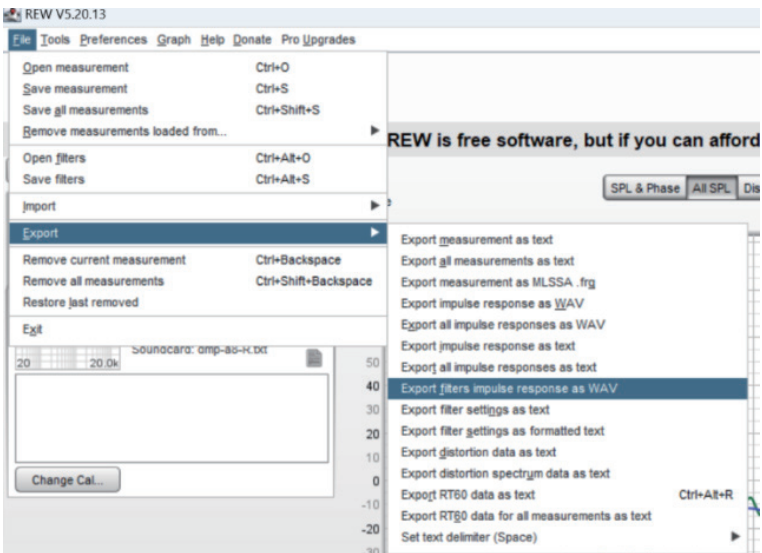 REW V5.20.13
File Tools Preferences Graph Help Donate Pro Upgrades
Open measurement Ctrl+O
Save measurement Ctrl+S
Save all measurements Ctrl+Shift+S
Remove measurements loaded from...
Open filters Ctrl+Alt+O
Save filters Ctrl+Alt+S
Import
Export
Remove current measurement Ctrl+Backspace
Remove all measurements Ctrl+Shift+Backspace
Restore last removed
Exit
REW is free software, but if you can afford
SPL & Phase All SPL Dis
Export measurement as text
Export all measurements as text
Export measurement as MLSSA .frq
Export impulse response as WAV
Export all impulse responses as WAV
Export impulse response as text
Export all impulse responses as text
Export filters impulse response as WAV
Export filter settings as text
Export filter settings as formatted text
Export distortion data as text
Export distortion spectrum data as text
Export RT60 data as text Ctrl+Alt+R
Export RT60 data for all measurements as text
Set text delimiter (Space)
Soundcard: dmp-a8-R.txt
20 20.0k
Change Cal...
50
40
30
20
10
0
-10
-20